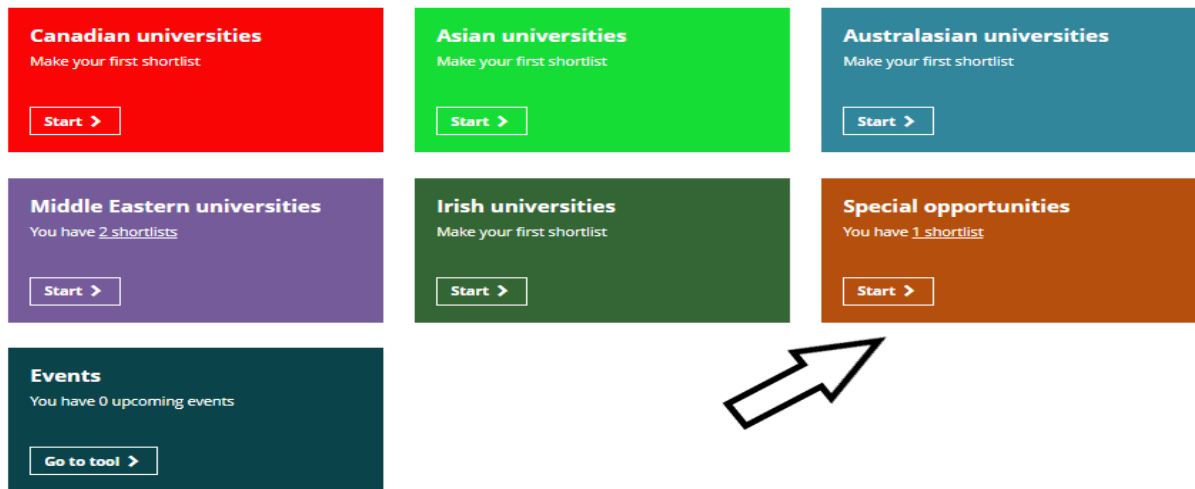 Canadian universities
Make your first shortlist
Start
Asian universities
Make your first shortlist
Start
Australasian universities
Make your first shortlist
Start
Middle Eastern universities
You have 2 shortlists
Start
Irish universities
Make your first shortlist
Start
Special opportunities
You have 1 shortlist
Start
Events
You have 0 upcoming events
Go to tool